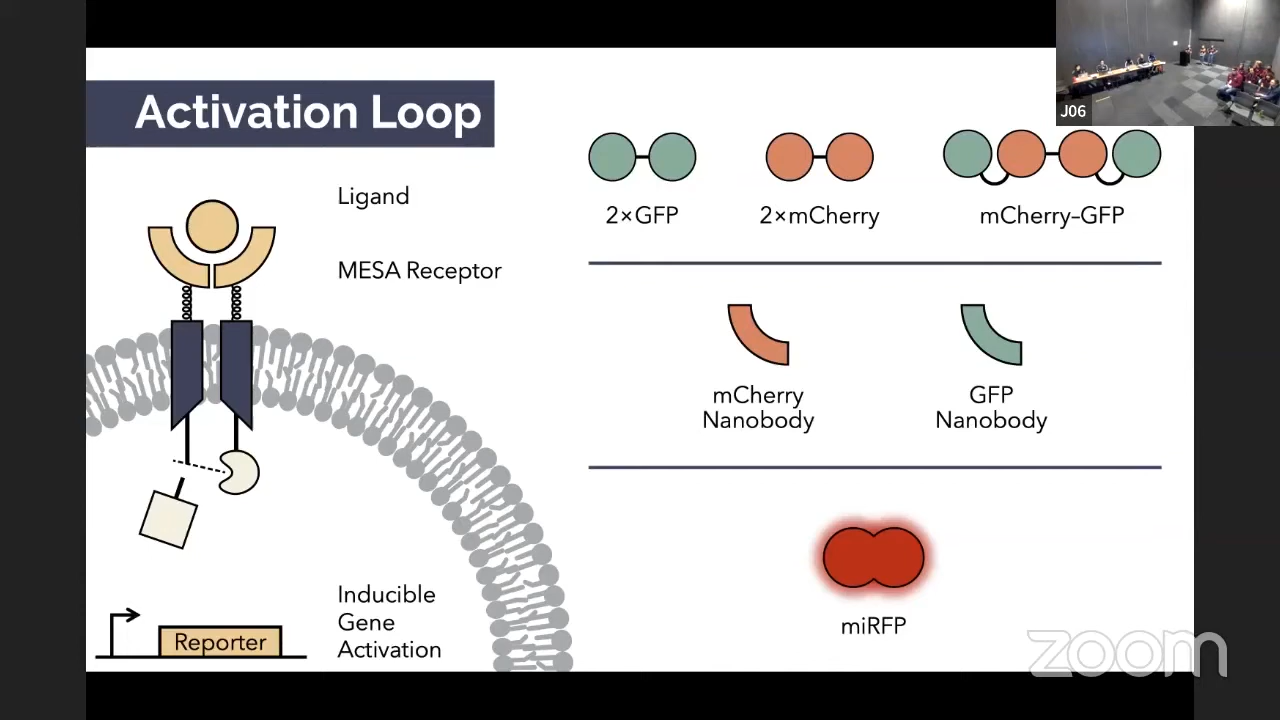 Activation Loop
J06
Ligand
MESA Receptor
Inducible
Gene
Activation
Reporter
2×GFP
2×mCherry
mCherry–GFP
mCherry
Nanobody
GFP
Nanobody
miRFP
zoom